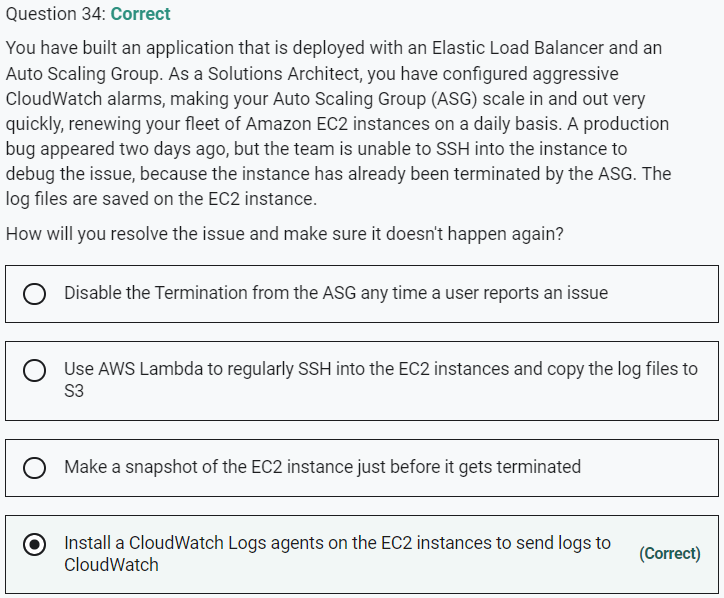 Question 34: Correct
You have built an application that is deployed with an Elastic Load Balancer and an
Auto Scaling Group. As a Solutions Architect, you have configured aggressive
CloudWatch alarms, making your Auto Scaling Group (ASG) scale in and out very
quickly, renewing your fleet of Amazon EC2 instances on a daily basis. A production
bug appeared two days ago, but the team is unable to SSH into the instance to
debug the issue, because the instance has already been terminated by the ASG. The
log files are saved on the EC2 instance.
How will you resolve the issue and make sure it doesn't happen again?
Disable the Termination from the ASG any time a user reports an issue
Use AWS Lambda to regularly SSH into the EC2 instances and copy the log files to
S3
Make a snapshot of the EC2 instance just before it gets terminated
Install a CloudWatch Logs agents on the EC2 instances to send logs to
CloudWatch
(Correct)